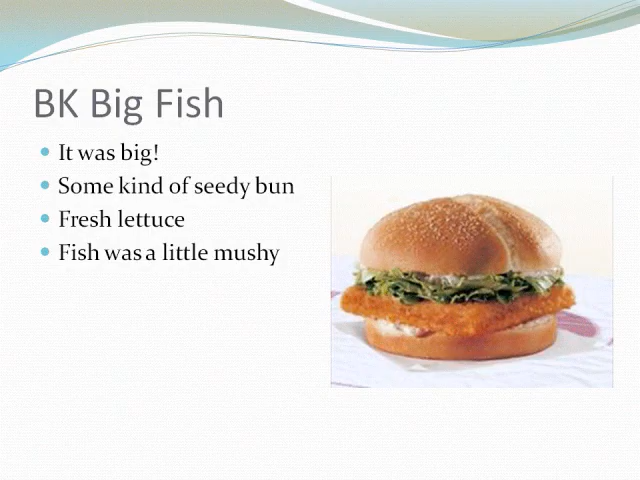 BK Big Fish
It was big!
Some kind of seedy bun
Fresh lettuce
Fish was a little mushy